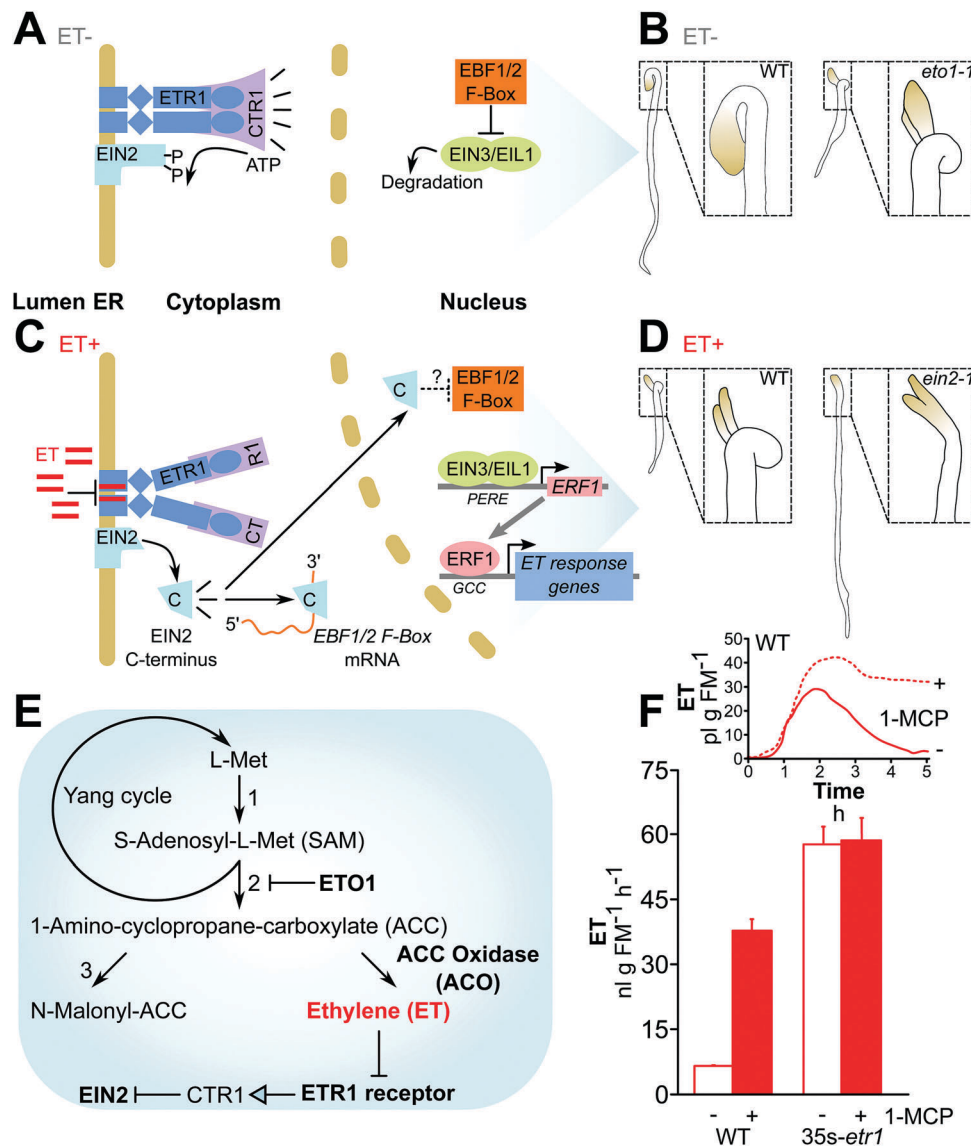 A
ET-
ETR1
CTR1
EIN2
P
P
ATP
EBF1/2
F-Box
EIN3/EIL1
Degradation
B
ET-
WT
eto1-1
Lumen ER
Cytoplasm
Nucleus
C
ET+
ET
ETR1
R1
CT
EIN2
C
EIN2
C-terminus
5'
3'
C
EBF1/2 F-Box
mRNA
C
?
EBF1/2
F-Box
EIN3/EIL1
PERE
ERF1
ERF1
GCC
ET response
genes
D
ET+
WT
ein2-1
E
L-Met
Yang cycle
1
S-Adenosyl-L-Met (SAM)
2
ETO1
1-Amino-cyclopropane-carboxylate (ACC)
3
ACC Oxidase
(ACO)
N-Malonyl-ACC
Ethylene (ET)
EIN2
CTR1
ETR1 receptor
F
WT
ET
pl g FM⁻¹
50
40
30
20
10
0
+
1-MCP
-
0 1 2 3 4 5
Time
h
ET
nl g FM⁻¹ h⁻¹
75
60
45
30
15
0
- + - + 1-MCP
WT 35s-etr1